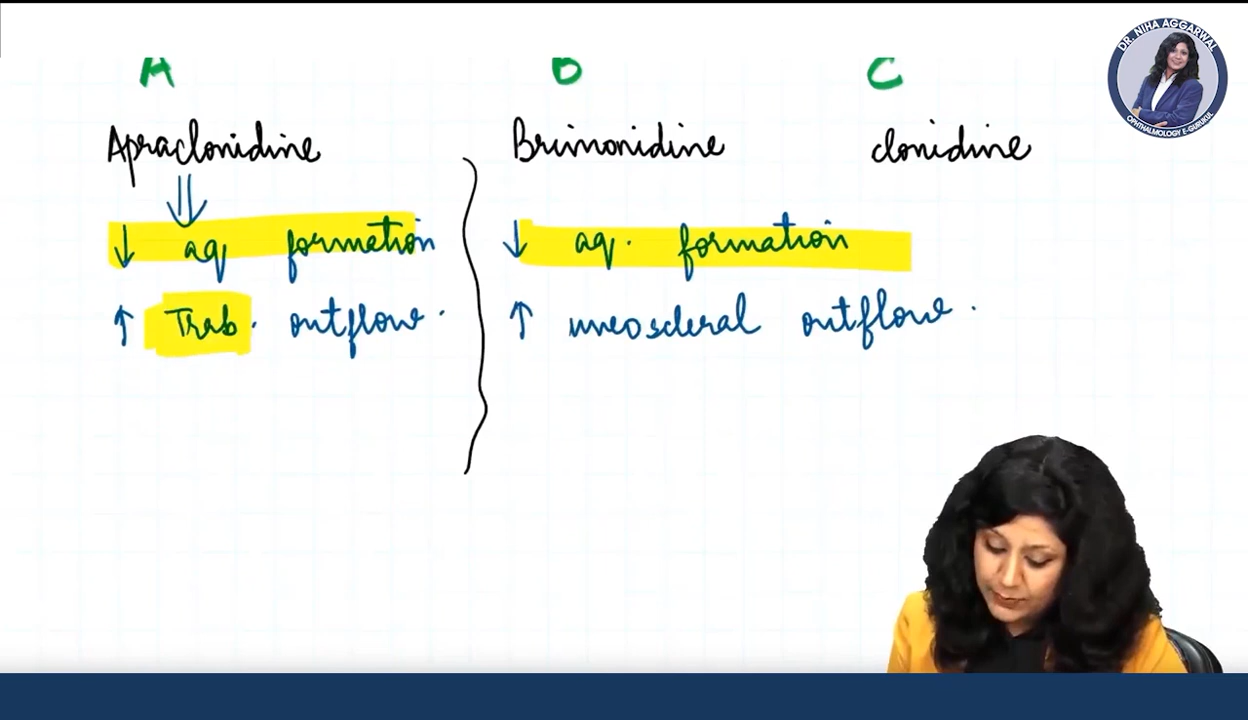 DR. NIHA AGGARWAL
OPHTHALMOLOGY E-GURUKUL
A B C
Apraclonidine Brimonidine clonidine
↓ aq formation ↓ aq. formation
↑ Trab. outflow. ↑ uveoscleral outflow.